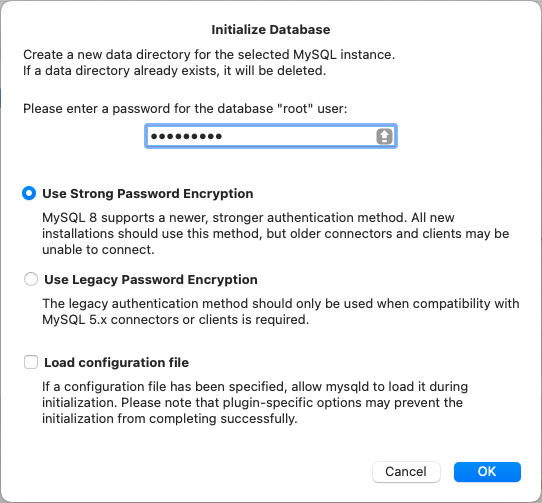 Initialize Database
Create a new data directory for the selected MySQL instance.
If a data directory already exists, it will be deleted.
Please enter a password for the database "root" user:
•••••••••
Use Strong Password Encryption
MySQL 8 supports a newer, stronger authentication method. All new
installations should use this method, but older connectors and clients may be
unable to connect.
Use Legacy Password Encryption
The legacy authentication method should only be used when compatibility with
MySQL 5.x connectors or clients is required.
Load configuration file
If a configuration file has been specified, allow mysqld to load it during
initialization. Please note that plugin-specific options may prevent the
initialization from completing successfully.
Cancel OK